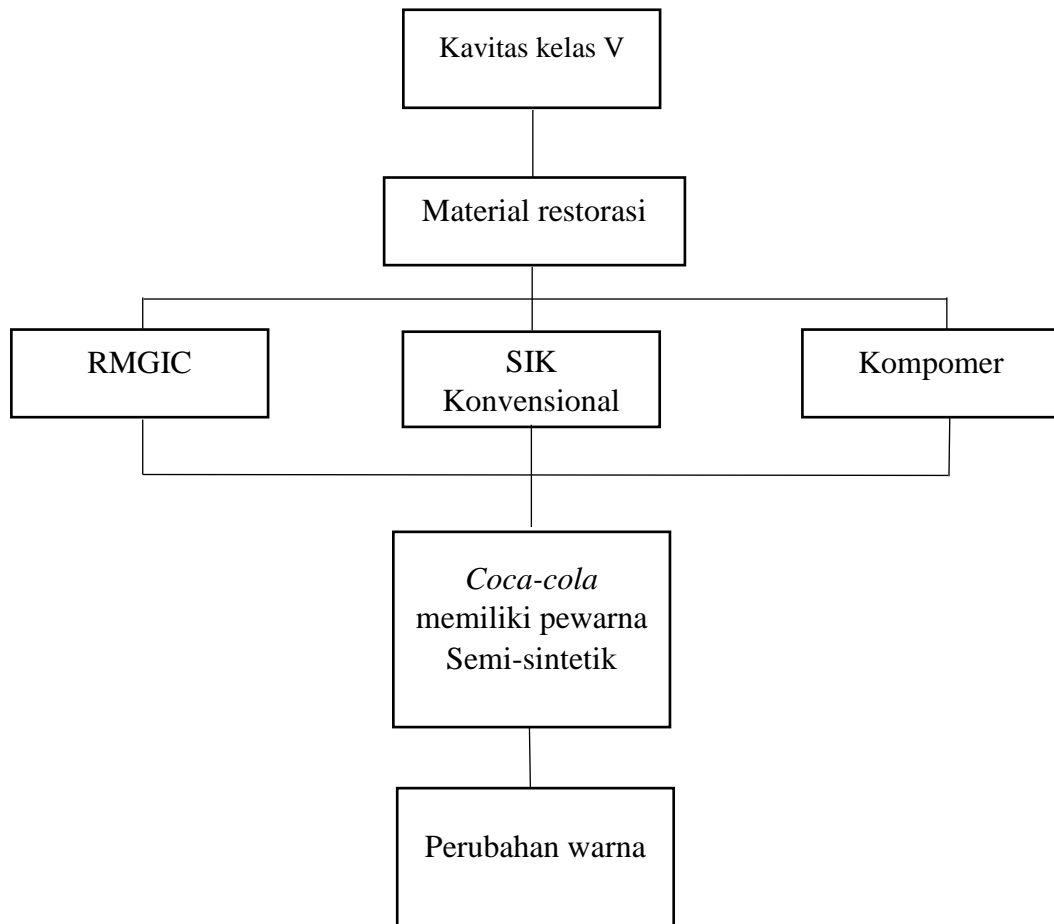 Kavitas kelas V
Material restorasi
RMGIC
SIK
Konvensional
Kompomer
Coca-cola
memiliki pewarna
Semi-sintetik
Perubahan warna